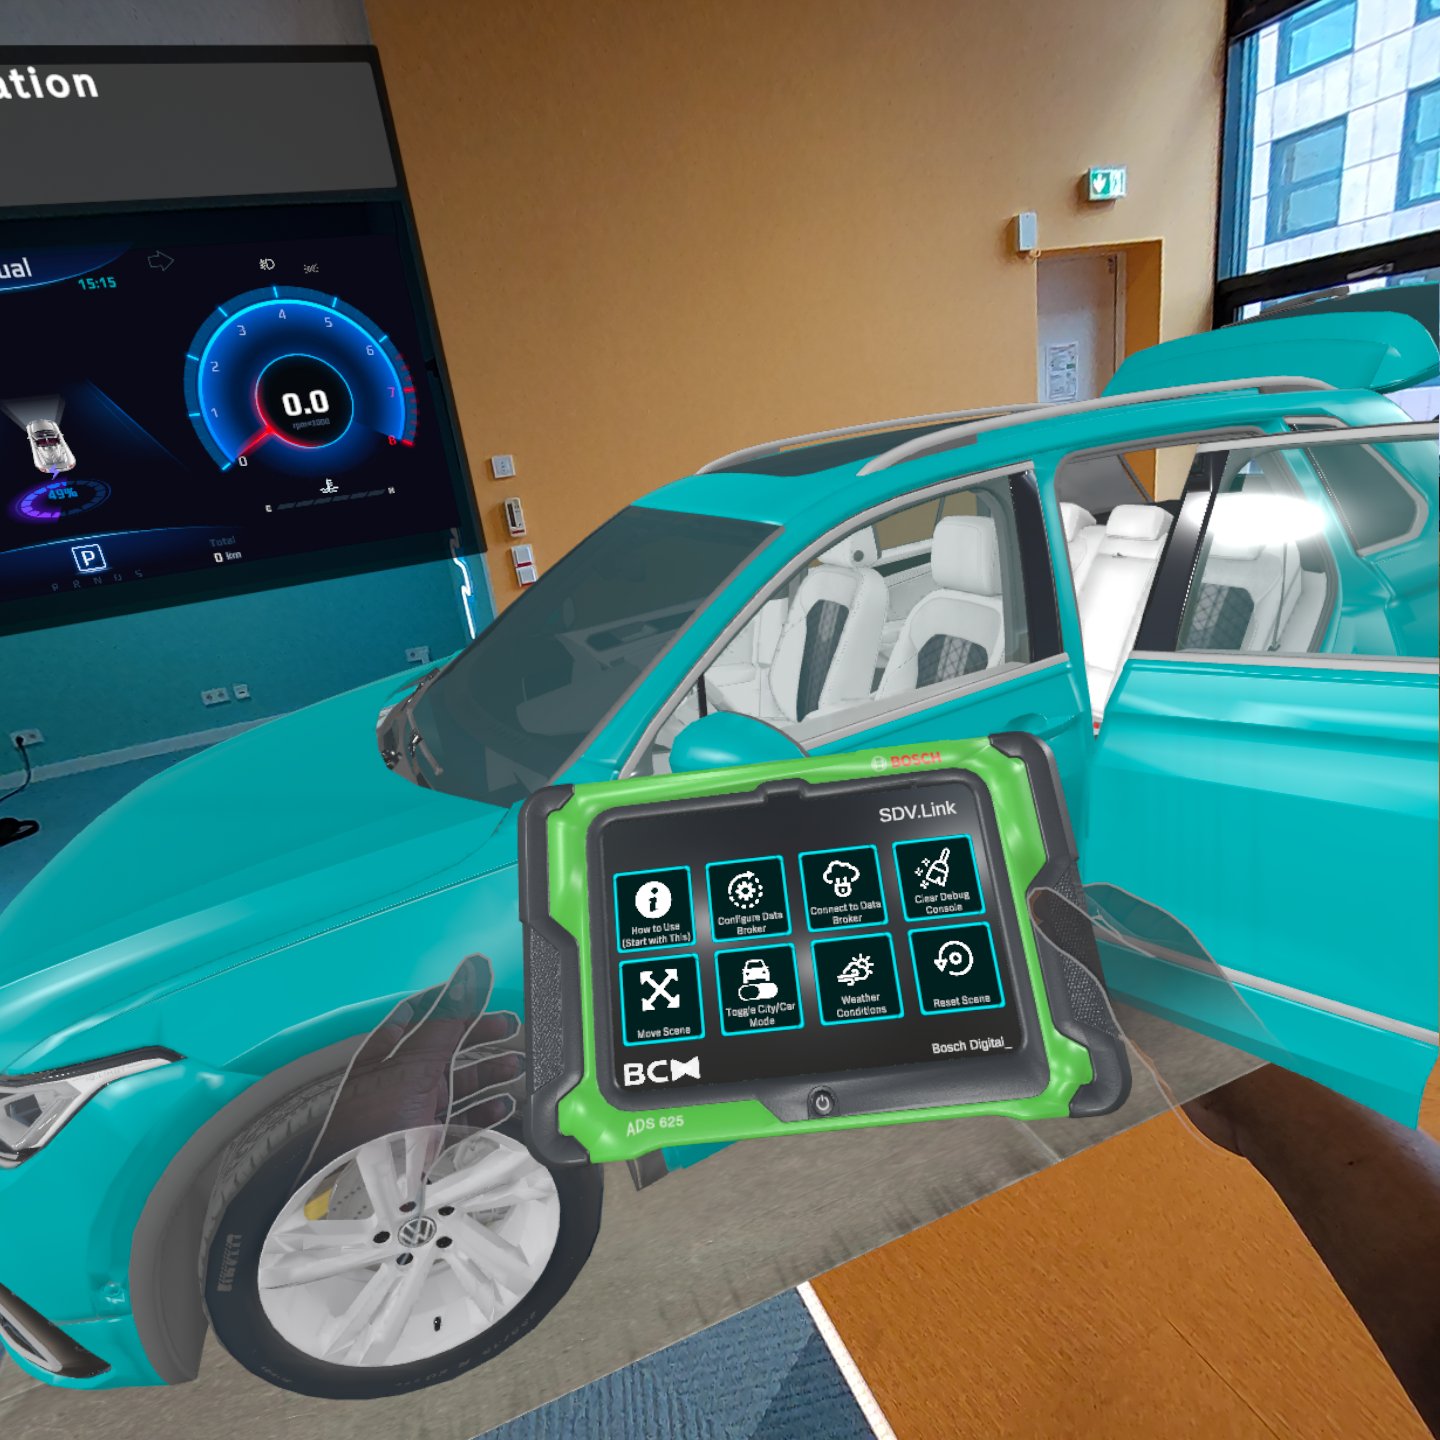 ation
ual
15:15
0 1 2 3 4 5 6 7 8
0.0
rpm×1000
49%
C H
P
P R N D S
Total
0 km
BOSCH
SDV.Link
How to Use
(Start with This)
Configure Data
Broker
Connect to Data
Broker
Clear Debug
Console
Move Scene
Toggle City/Car
Mode
Weather
Conditions
Reset Scene
BCX
Bosch Digital_
ADS 625
PIRELLI